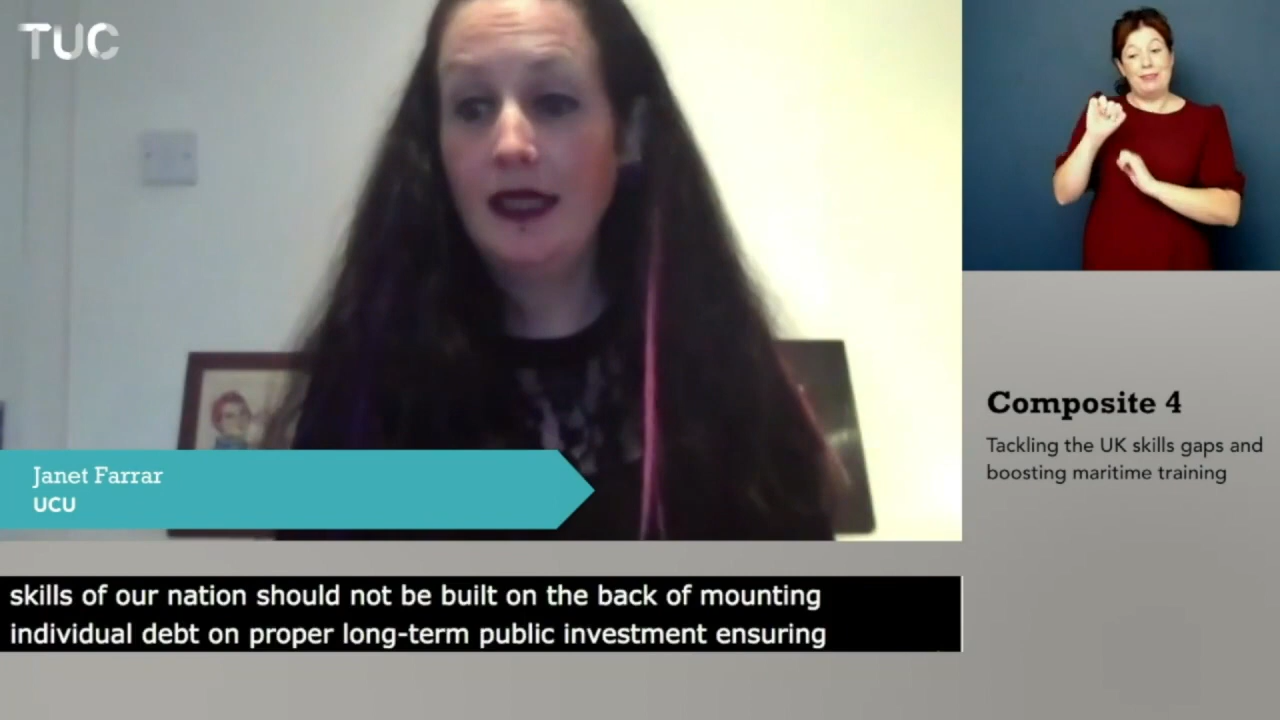 TUC
Janet Farrar
UCU
Composite 4
Tackling the UK skills gaps and
boosting maritime training
skills of our nation should not be built on the back of mounting
individual debt on proper long-term public investment ensuring